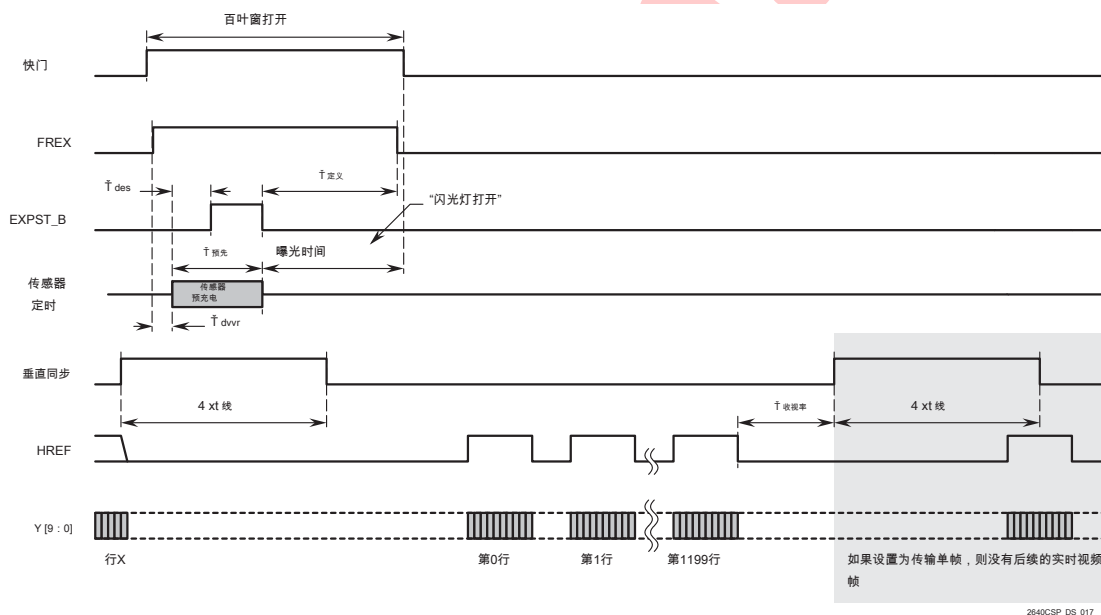 百叶窗打开
快门
FREX
Ť des
Ť 定义
EXPST_B
“闪光灯打开”
Ť 预先
曝光时间
传感器
定时
传感器
预充电
Ť dvvr
垂直同步
4 xt 线
Ť 收视率
4 xt 线
HREF
Y [9：0]
行X
第0行
第1行
第1199行
如果设置为传输单帧，则没有后续的实时视频
帧
2640CSP_DS_017